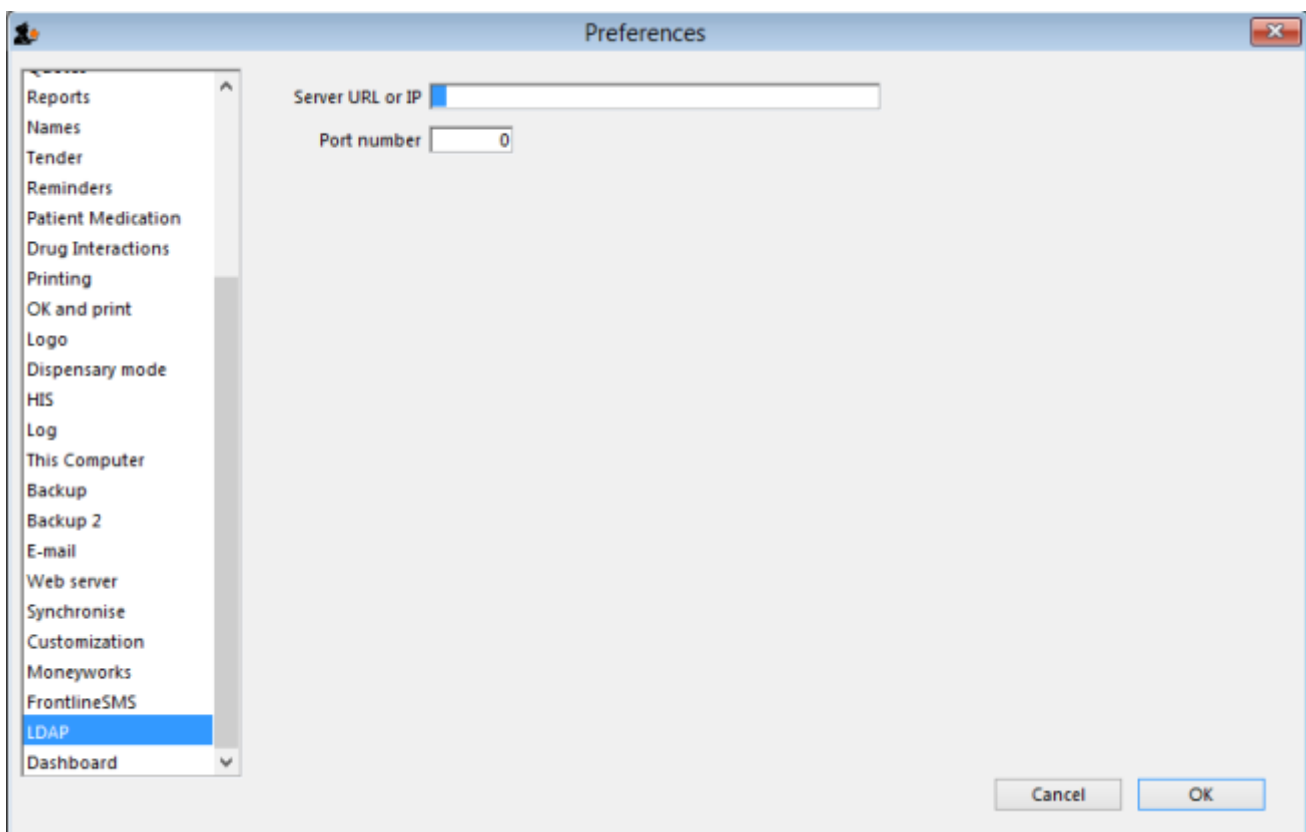 Preferences
Reports
Names
Tender
Reminders
Patient Medication
Drug Interactions
Printing
OK and print
Logo
Dispensary mode
HIS
Log
This Computer
Backup
Backup 2
E-mail
Web server
Synchronise
Customization
Moneyworks
FrontlineSMS
LDAP
Dashboard
Server URL or IP
Port number 0
Cancel OK